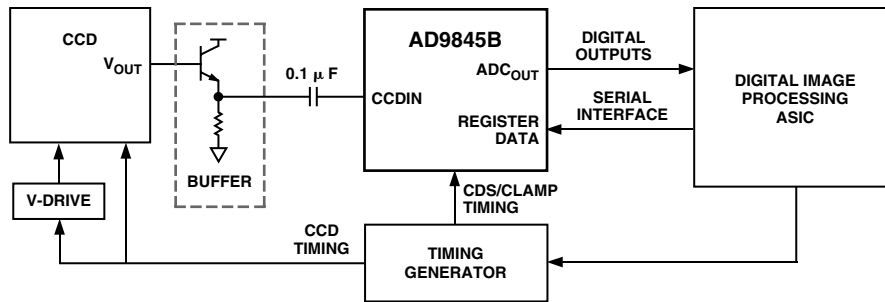 CCD
V_OUT
BUFFER
0.1 μF
AD9845B
ADC_OUT
CCDIN
REGISTER
DATA
DIGITAL
OUTPUTS
SERIAL
INTERFACE
DIGITAL IMAGE
PROCESSING
ASIC
V-DRIVE
CCD
TIMING
CDS/CLAMP
TIMING
TIMING
GENERATOR